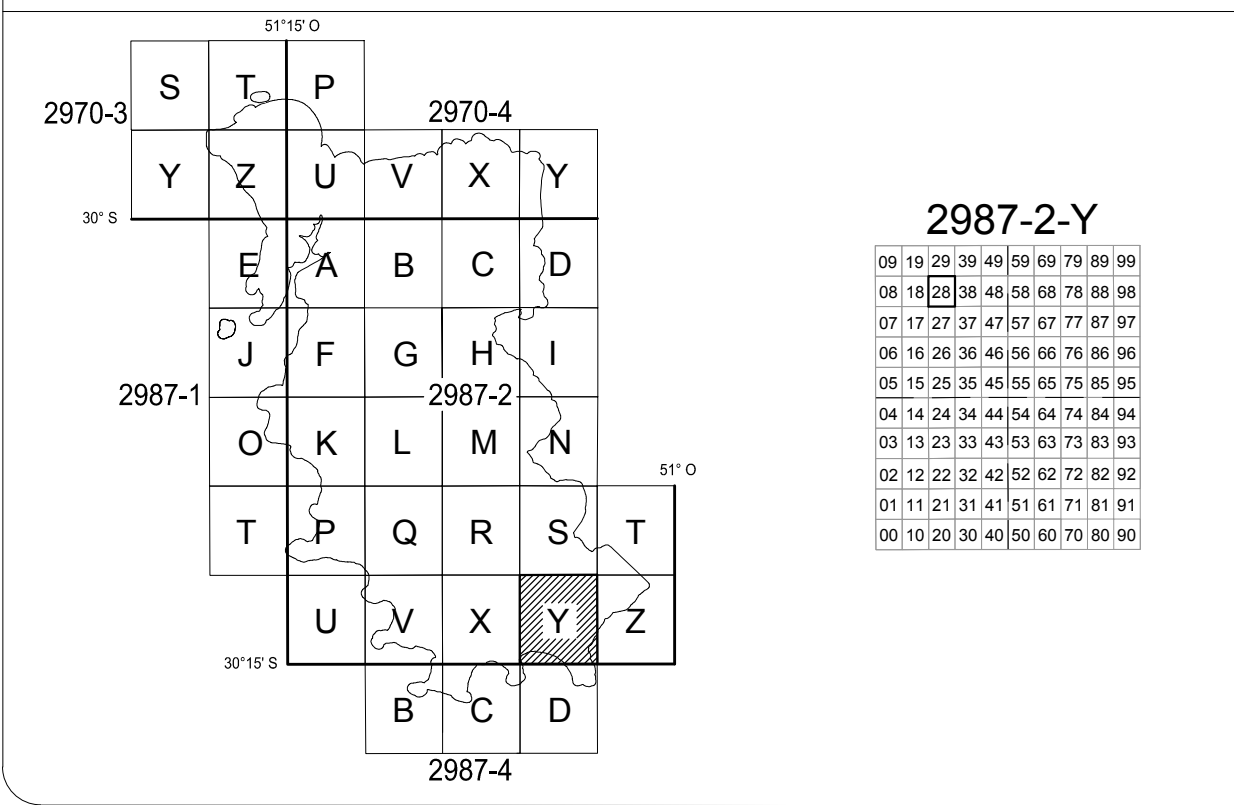 51°15' O
S T P
2970-3
2970-4
Y Z U V X Y
30° S
E A B C D
J F G H I
2987-1
2987-2
O K L M N
51° O
T P Q R S T
U V X Y Z
30°15' S
B C D
2987-4
2987-2-Y
09 19 29 39 49 59 69 79 89 99
08 18 28 38 48 58 68 78 88 98
07 17 27 37 47 57 67 77 87 97
06 16 26 36 46 56 66 76 86 96
05 15 25 35 45 55 65 75 85 95
04 14 24 34 44 54 64 74 84 94
03 13 23 33 43 53 63 73 83 93
02 12 22 32 42 52 62 72 82 92
01 11 21 31 41 51 61 71 81 91
00 10 20 30 40 50 60 70 80 90